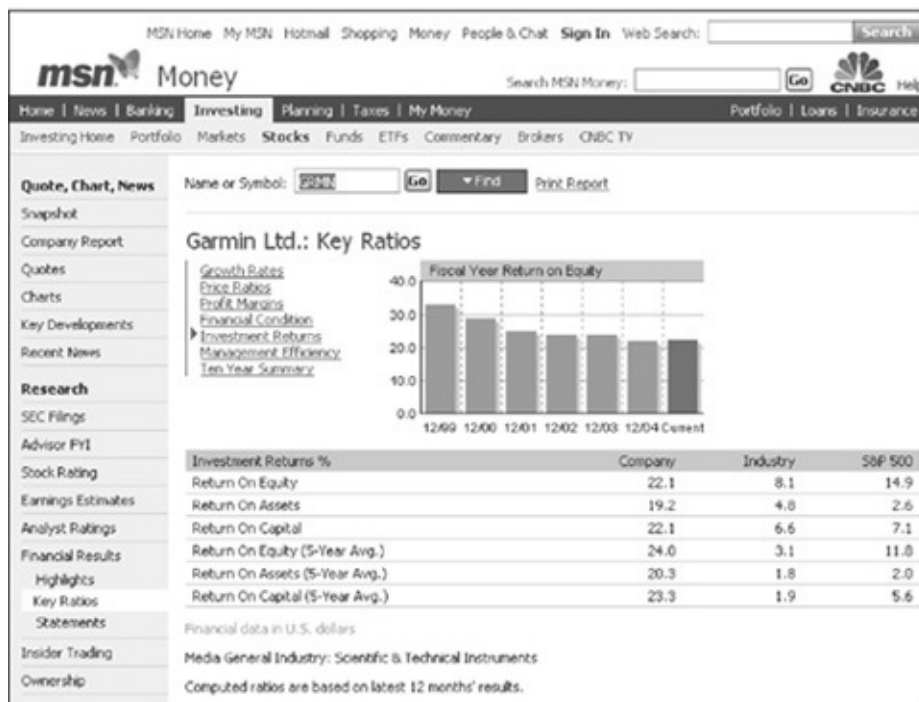 MSN Home My MSN Hotmail Shopping Money People & Chat Sign In Web Search: Search
msn Money Search MSN Money: Go CNBC Help
Home | News | Banking Investing Planning | Taxes | My Money Portfolio | Loans | Insurance
Investing Home Portfolio Markets Stocks Funds ETFs Commentary Brokers CNBC TV
Quote, Chart, News
Snapshot
Company Report
Quotes
Charts
Key Developments
Recent News
Research
SEC Filings
Advisor FYI
Stock Rating
Earnings Estimates
Analyst Ratings
Financial Results
Highlights
Key Ratios
Statements
Insider Trading
Ownership
Name or Symbol: GRMN Go Find Print Report
Garmin Ltd.: Key Ratios
Growth Rates
Price Ratios
Profit Margins
Financial Condition
Investment Returns
Management Efficiency
Ten Year Summary
Fiscal Year Return on Equity
40.0
30.0
20.0
10.0
0.0
12/99 12/00 12/01 12/02 12/03 12/04 Current
Investment Returns % Company Industry S&P 500
Return On Equity 22.1 8.1 14.9
Return On Assets 19.2 4.8 2.6
Return On Capital 22.1 6.6 7.1
Return On Equity (5-Year Avg.) 24.0 3.1 11.8
Return On Assets (5-Year Avg.) 20.3 1.8 2.0
Return On Capital (5-Year Avg.) 23.3 1.9 5.6
Financial data in U.S. dollars
Media General Industry: Scientific & Technical Instruments
Computed ratios are based on latest 12 months' results.